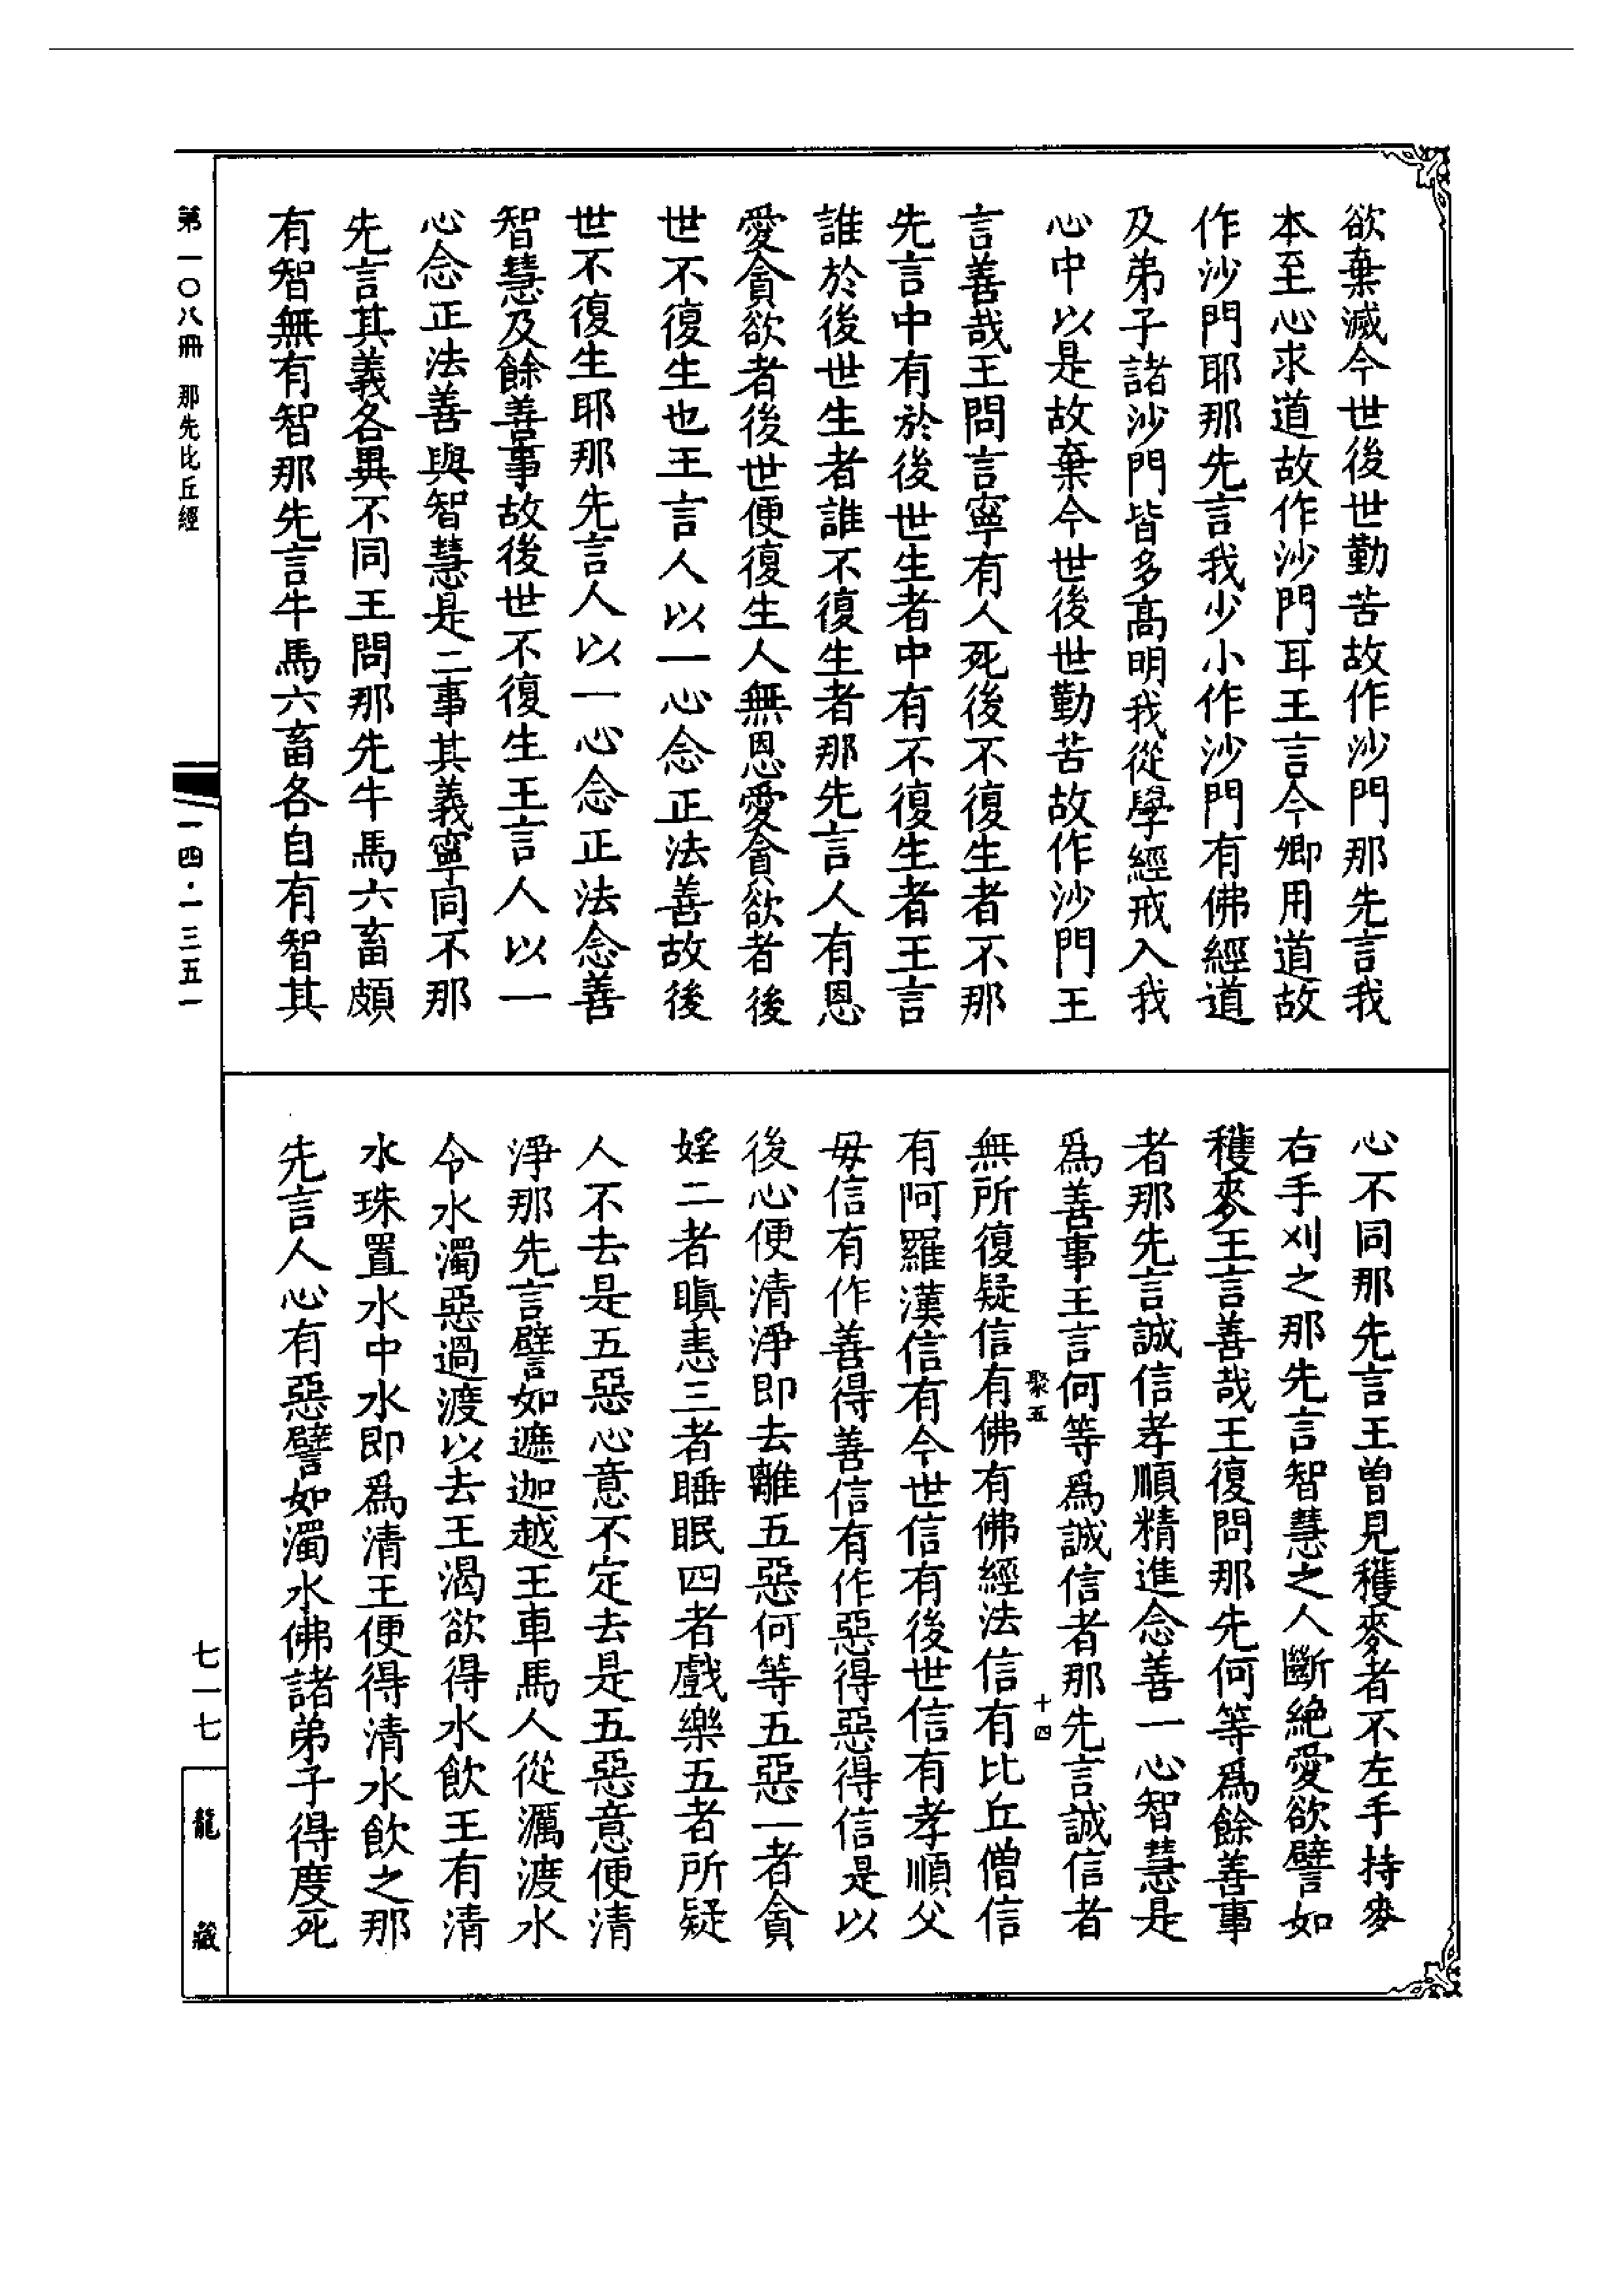 欲棄滅今世後世勤苦故作沙門那先言我
本至心求道故作沙門耳王言今卿用道故
作沙門耶那先言我少小作沙門有佛經道
及弟子諸沙門皆多高明我從學經戒入我
心中以是故棄今世後世勤苦故作沙門王
言善哉王問言寧有人死後不復生者不那
先言中有於後世生者中有不復生者王言
誰於後世生者誰不復生者那先言人有恩
愛貪欲者後世便復生人無恩愛貪欲者後
世不復生也王言人以一心念正法善故後
世不復生耶那先言人以一心念正法念善
智慧及餘善事故後世不復生王言人以一
心念正法善與智慧是二事其義寧同不那
先言其義各異不同王問那先牛馬六畜頗
有智無有智那先言牛馬六畜各自有智其
心不同那先言王曽見穫麥者不左手持麥
右手刈之那先言智慧之人斷絶愛欲譬如
穫麥王言善哉王復問那先何等爲餘善事
者那先言誠信孝順精進念善一心智慧是
爲善事王言何等爲誠信者那先言誠信者
聚五
十四
無所復疑信有佛有佛經法信有比丘僧信
有阿羅漢信有今世信有後世信有孝順父
母信有作善得善信有作惡得惡得信是以
後心便清淨即去離五惡何等五惡一者貪
婬二者瞋恚三者睡眠四者戲樂五者所疑
人不去是五惡心意不定去是五惡意便清
淨那先言譬如遮迦越王車馬人從濿渡水
令水濁惡過渡以去王渴欲得水飲王有清
水珠置水中水即爲清王便得清水飲之那
先言人心有惡譬如濁水佛諸弟子得度死
第一〇八冊 那先比丘經
一四·一三五一
七一七
龍藏